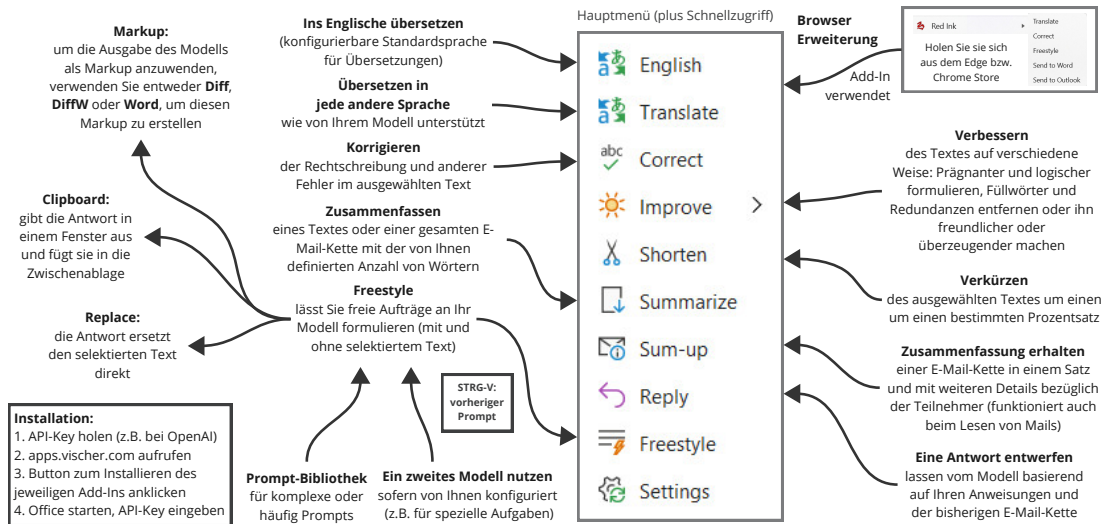 Markup:
um die Ausgabe des Modells
als Markup anzuwenden,
verwenden Sie entweder Diff,
DiffW oder Word, um diesen
Markup zu erstellen
Clipboard:
gibt die Antwort in
einem Fenster aus
und fügt sie in die
Zwischenablage
Replace:
die Antwort ersetzt
den selektierten Text
direkt
Installation:
1. API-Key holen (z.B. bei OpenAI)
2. apps.vischer.com aufrufen
3. Button zum Installieren des
jeweiligen Add-Ins anklicken
4. Office starten, API-Key eingeben
Ins Englische übersetzen
(konfigurierbare Standardsprache
für Übersetzungen)
Übersetzen in
jede andere Sprache
wie von Ihrem Modell unterstützt
Korrigieren
der Rechtschreibung und anderer
Fehler im ausgewählten Text
Zusammenfassen
eines Textes oder einer gesamten E-
Mail-Kette mit der von Ihnen
definierten Anzahl von Wörtern
Freestyle
lässt Sie freie Aufträge an Ihr
Modell formulieren (mit und
ohne selektiertem Text)
STRG-V:
vorheriger
Prompt
Prompt-Bibliothek
für komplexe oder
häufig Prompts
Ein zweites Modell nutzen
sofern von Ihnen konfiguriert
(z.B. für spezielle Aufgaben)
Hauptmenü (plus Schnellzugriff)
English
Translate
abc
Correct
Improve
Shorten
Summarize
Sum-up
Reply
Freestyle
Settings
Browser
Erweiterung
Add-In
verwendet
Red Ink
Holen Sie sie sich
aus dem Edge bzw.
Chrome Store
Translate
Correct
Freestyle
Send to Word
Send to Outlook
Verbessern
des Textes auf verschiedene
Weise: Prägnanter und logischer
formulieren, Füllwörter und
Redundanzen entfernen oder ihn
freundlicher oder
überzeugender machen
Verkürzen
des ausgewählten Textes um einen
um einen bestimmten Prozentsatz
Zusammenfassung erhalten
einer E-Mail-Kette in einem Satz
und mit weiteren Details bezüglich
der Teilnehmer (funktioniert auch
beim Lesen von Mails)
Eine Antwort entwerfen
lassen vom Modell basierend
auf Ihren Anweisungen und
der bisherigen E-Mail-Kette